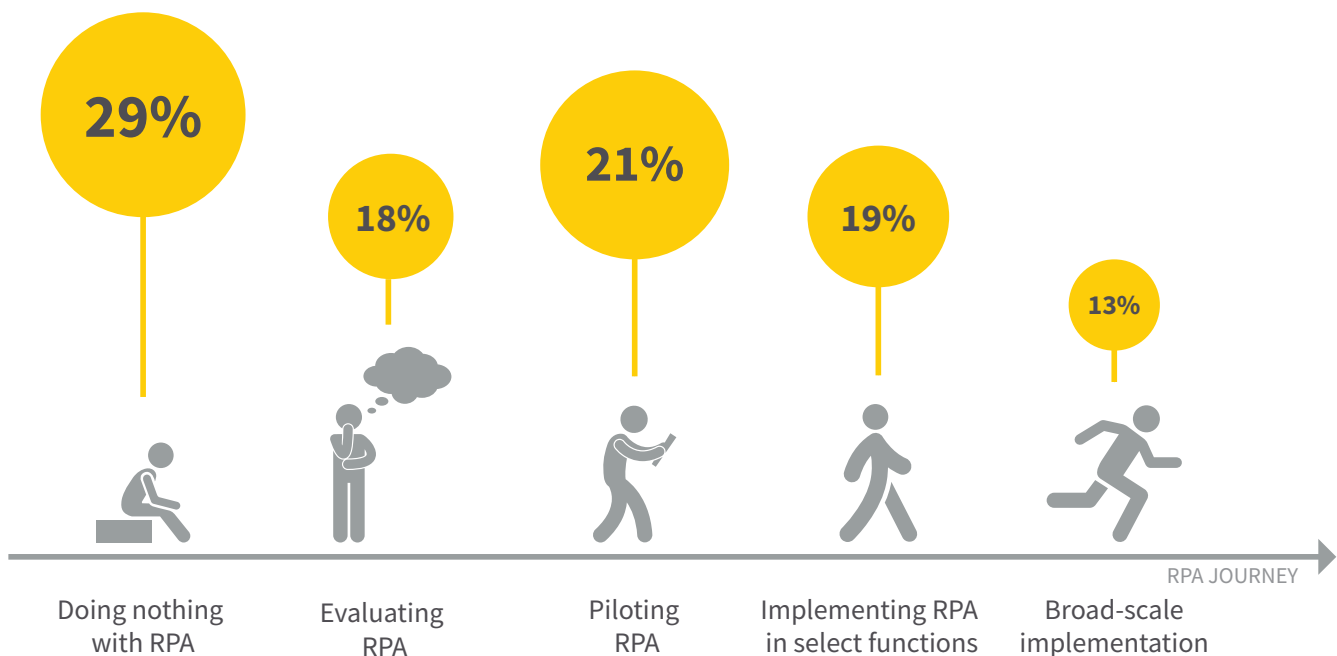 29%
18%
21%
19%
13%
RPA JOURNEY
Doing nothing
with RPA
Evaluating
RPA
Piloting
RPA
Implementing RPA
in select functions
Broad-scale
implementation